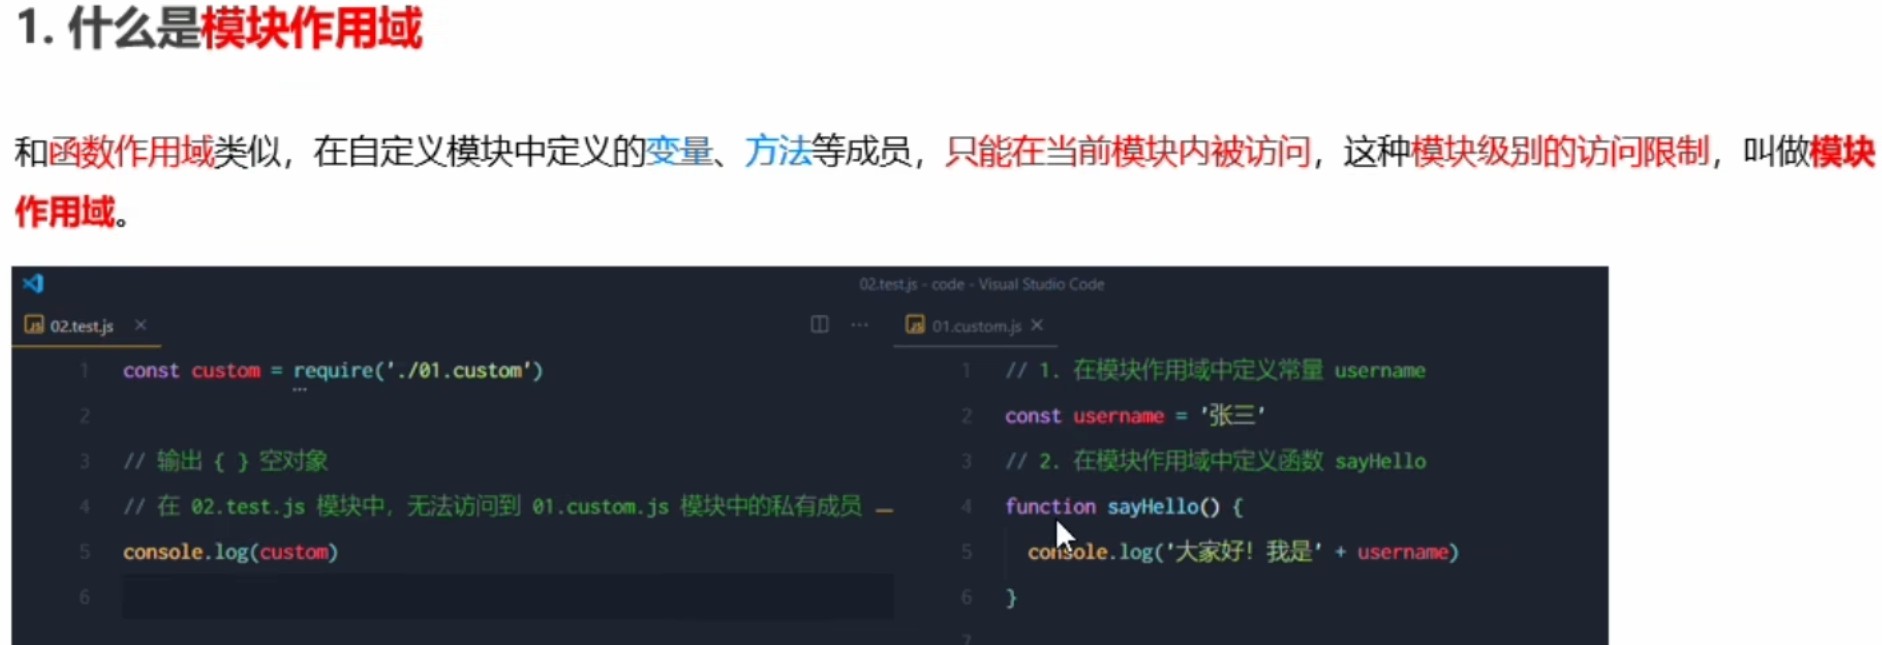 1. 什么是模块作用域
和函数作用域类似，在自定义模块中定义的变量、方法等成员，只能在当前模块内被访问，这种模块级别的访问限制，叫做模块
作用域。
02.test.js - code - Visual Studio Code
02.test.js
1 const custom = require('./01.custom')
2
3 // 输出 { } 空对象
4 // 在 02.test.js 模块中，无法访问到 01.custom.js 模块中的私有成员
5 console.log(custom)
6
01.custom.js
1 // 1. 在模块作用域中定义常量 username
2 const username = '张三'
3 // 2. 在模块作用域中定义函数 sayHello
4 function sayHello() {
5 console.log('大家好！我是' + username)
6 }
7